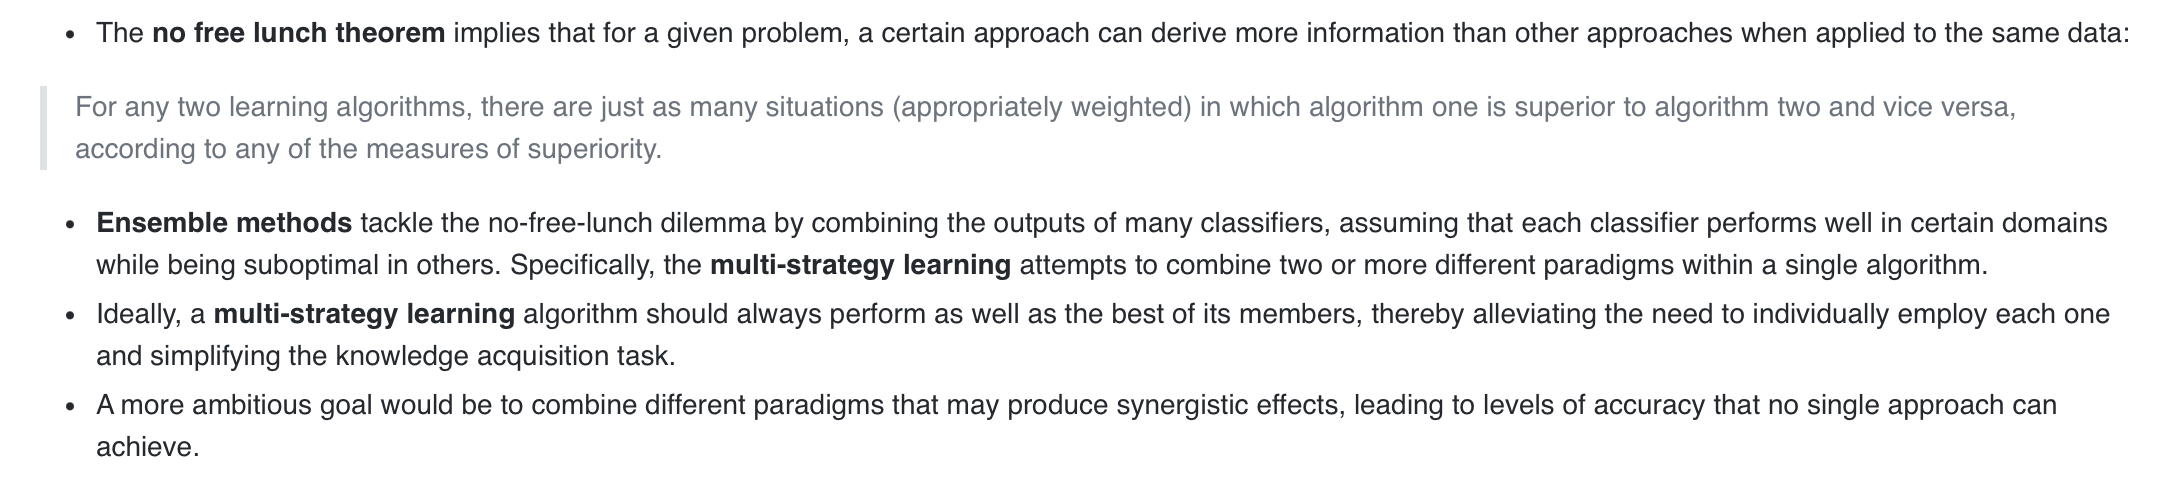 • The no free lunch theorem implies that for a given problem, a certain approach can derive more information than other approaches when applied to the same data:
For any two learning algorithms, there are just as many situations (appropriately weighted) in which algorithm one is superior to algorithm two and vice versa,
according to any of the measures of superiority.
• Ensemble methods tackle the no-free-lunch dilemma by combining the outputs of many classifiers, assuming that each classifier performs well in certain domains
while being suboptimal in others. Specifically, the multi-strategy learning attempts to combine two or more different paradigms within a single algorithm.
• Ideally, a multi-strategy learning algorithm should always perform as well as the best of its members, thereby alleviating the need to individually employ each one
and simplifying the knowledge acquisition task.
• A more ambitious goal would be to combine different paradigms that may produce synergistic effects, leading to levels of accuracy that no single approach can
achieve.